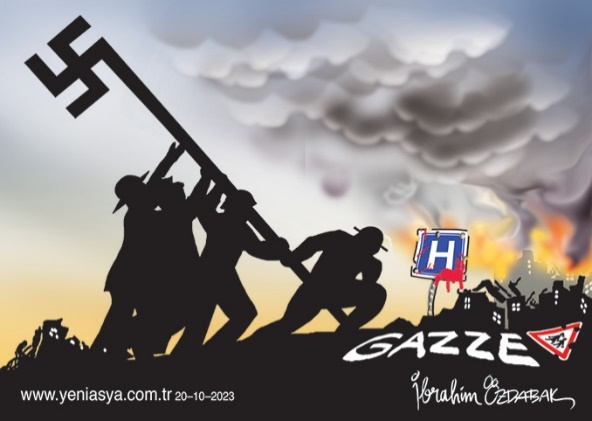 H
GAZZE
www.yeniasya.com.tr 20-10-2023
İbrahim ÖZDABAK